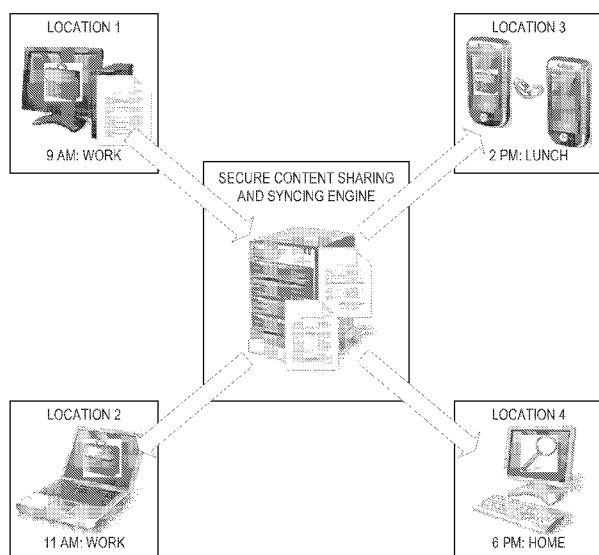 LOCATION 1
9 AM: WORK
LOCATION 3
2 PM: LUNCH
SECURE CONTENT SHARING
AND SYNCING ENGINE
LOCATION 2
11 AM: WORK
LOCATION 4
6 PM: HOME